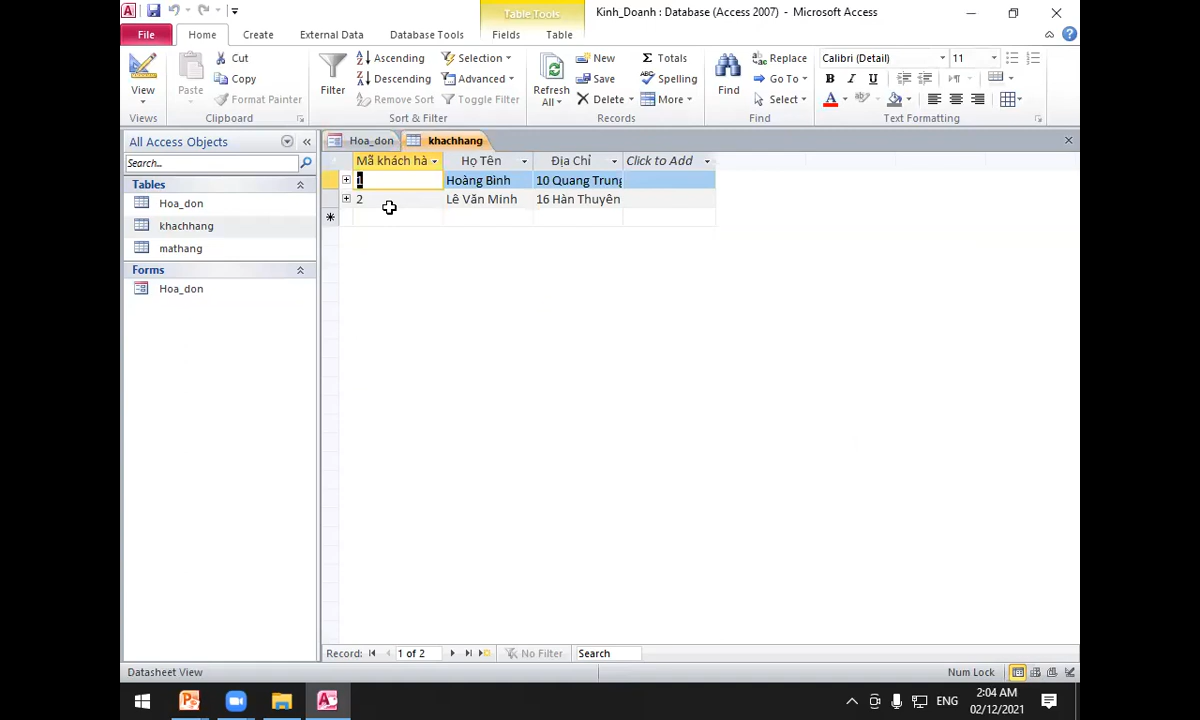 Table Tools
Kinh_Doanh : Database (Access 2007) - Microsoft Access
File Home Create External Data Database Tools Fields Table
View
Views
Paste
Cut
Copy
Format Painter
Clipboard
Filter
Ascending
Descending
Remove Sort
Selection
Advanced
Toggle Filter
Sort & Filter
Refresh
All
New
Save
Delete
Totals
Spelling
More
Records
Find
Replace
Go To
Select
Find
Calibri (Detail) 11
B I U
A
Text Formatting
All Access Objects
Search...
Tables
Hoa_don
khachhang
mathang
Forms
Hoa_don
Hoa_don khachhang
Mã khách hà Họ Tên Địa Chỉ Click to Add
1 Hoàng Bình 10 Quang Trung
2 Lê Văn Minh 16 Hàn Thuyên
Record: 1 of 2 No Filter Search
Datasheet View Num Lock
ENG
2:04 AM
02/12/2021